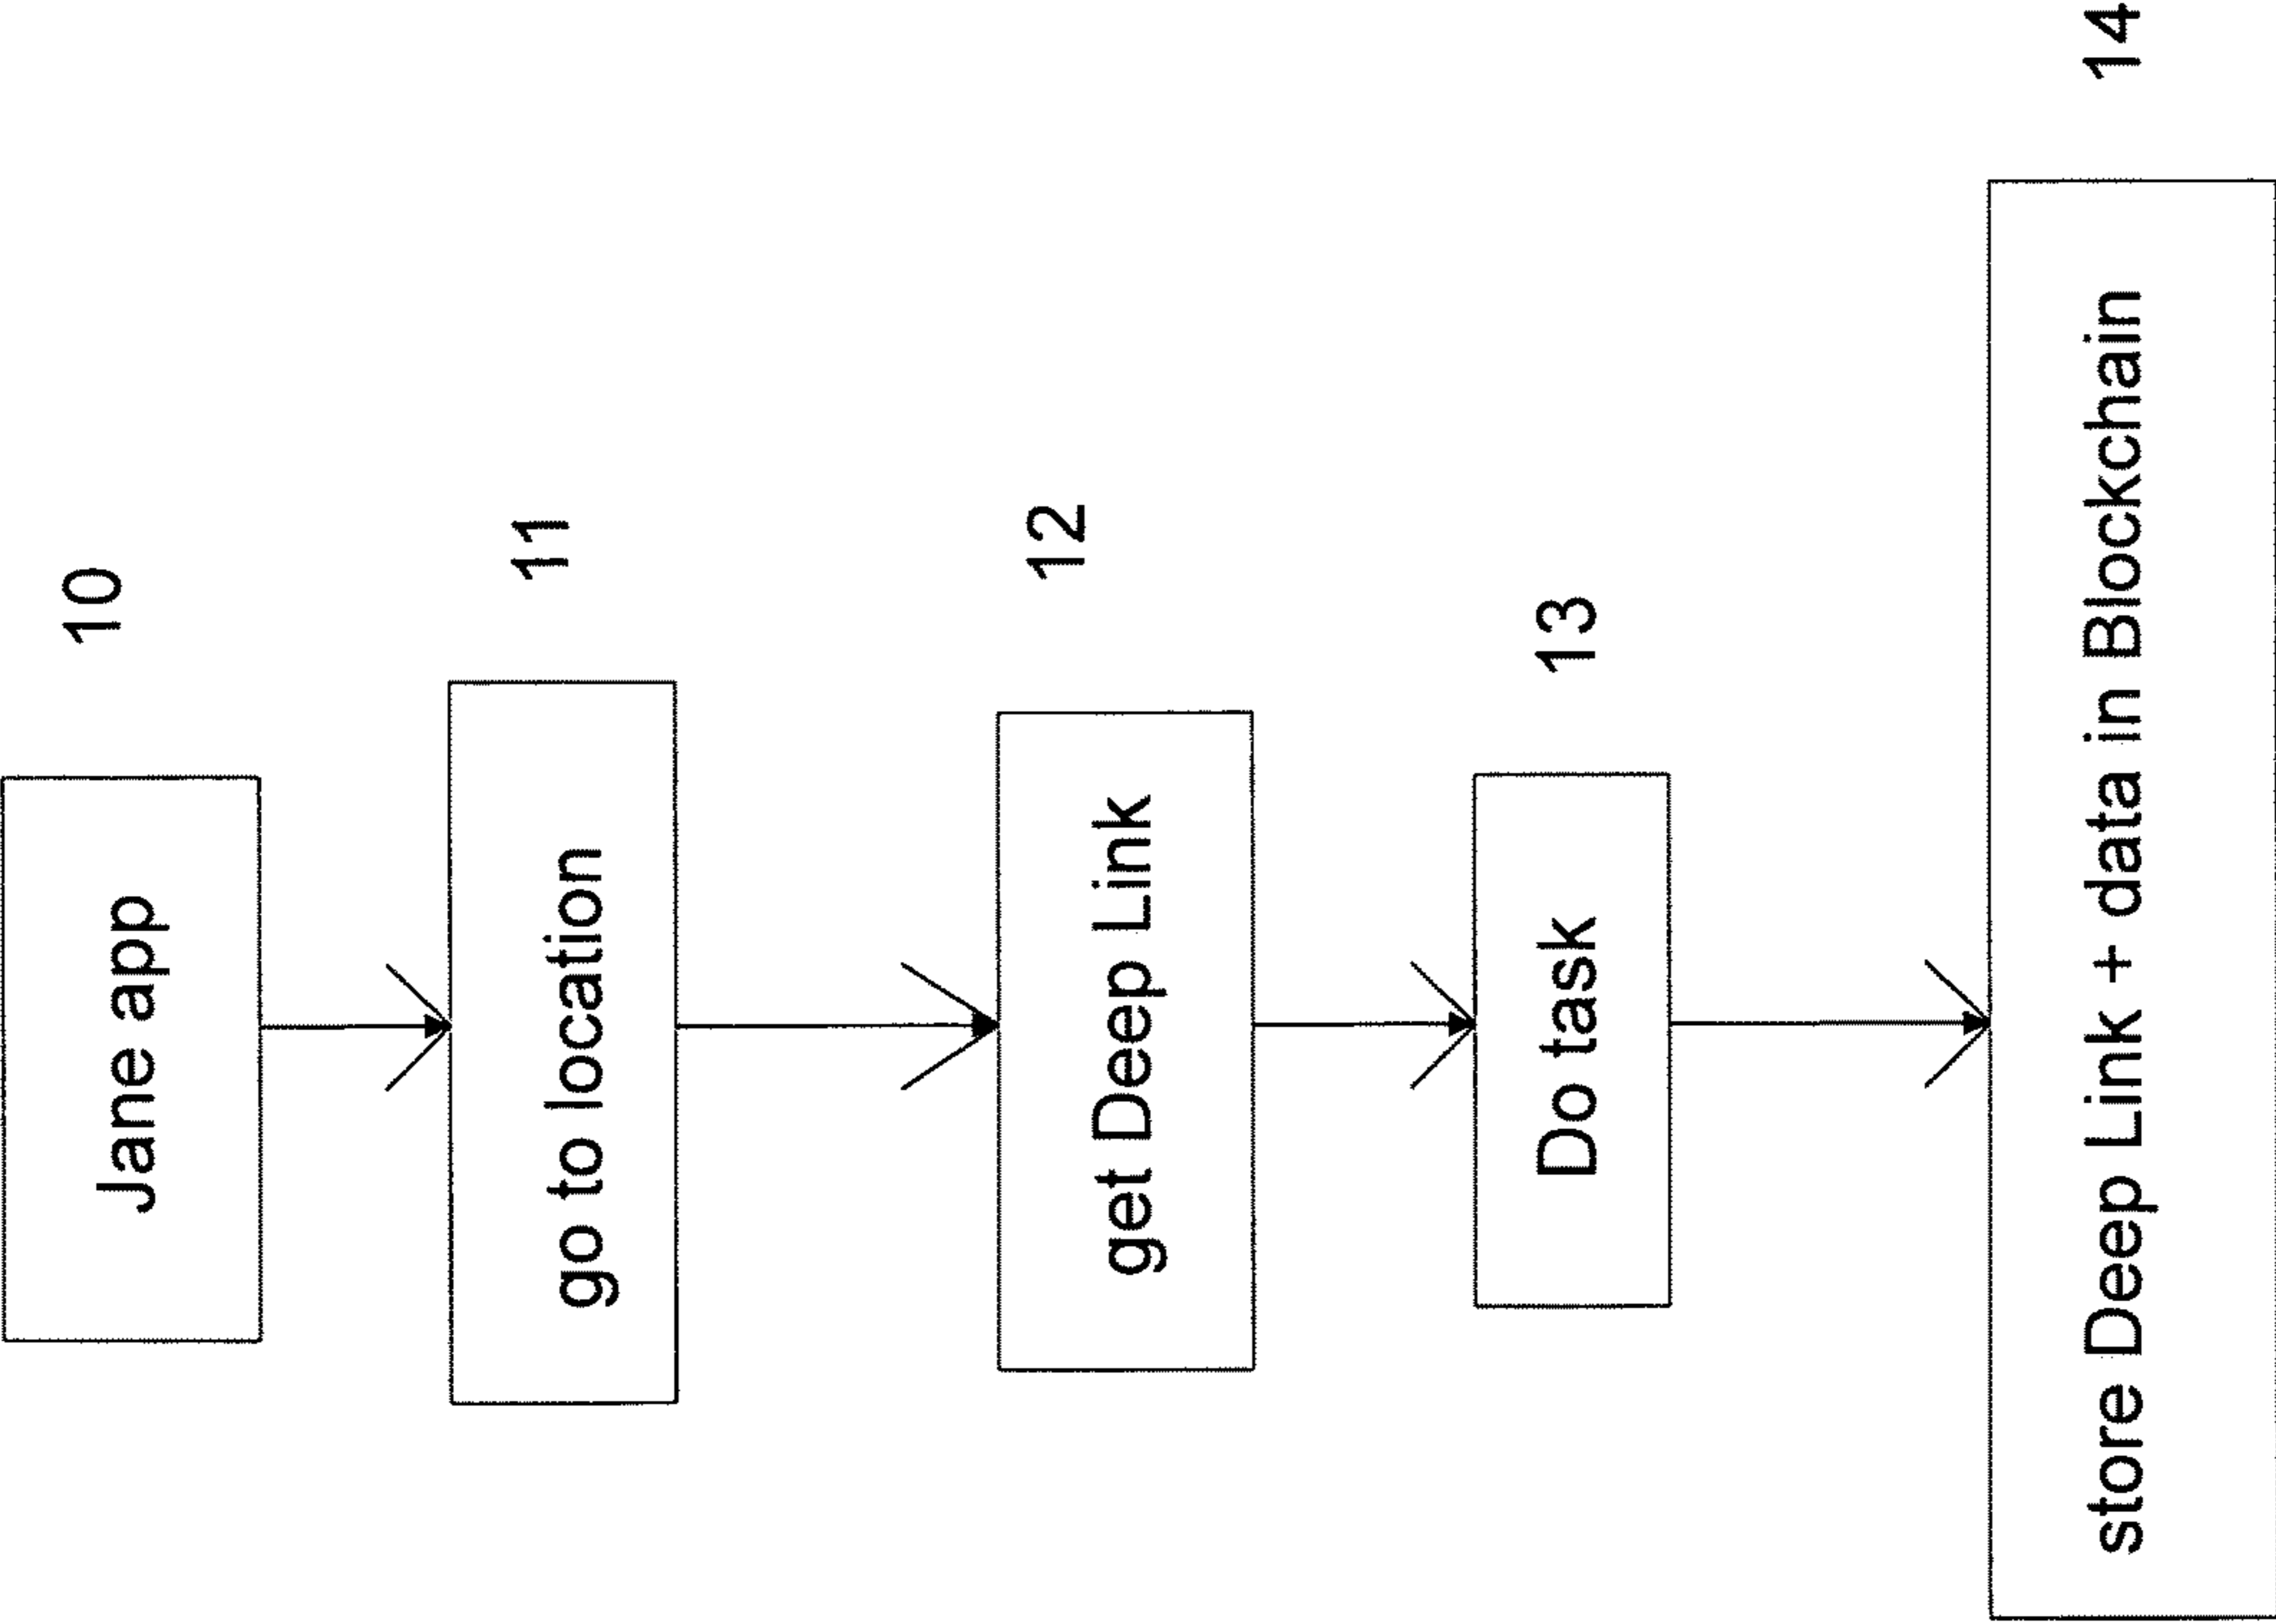 Jane app
10
go to location
11
get Deep Link
12
Do task
13
store Deep Link + data in Blockchain
14